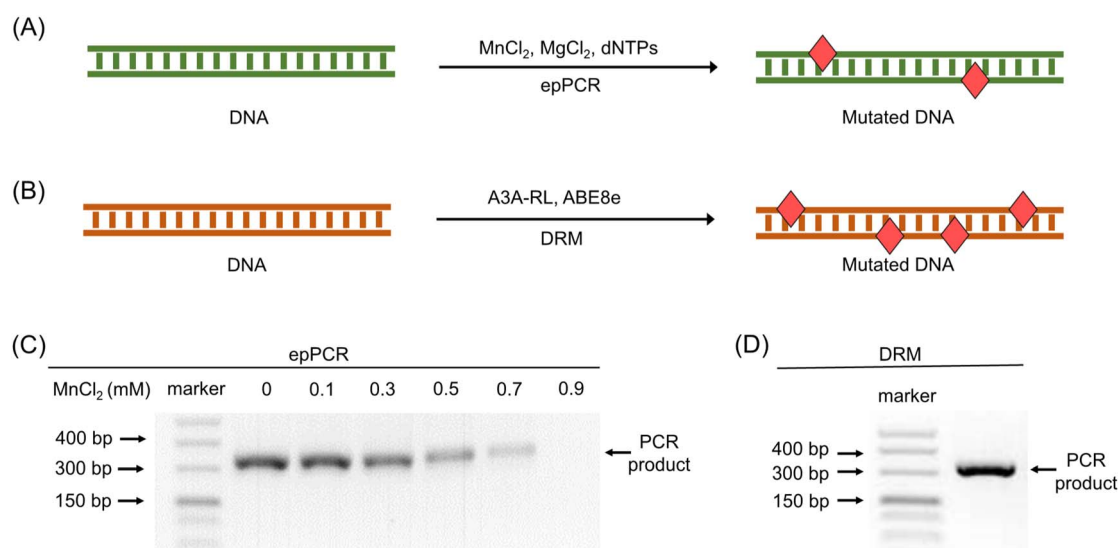 (A)
MnCl₂, MgCl₂, dNTPs
epPCR
DNA
Mutated DNA
(B)
A3A-RL, ABE8e
DRM
DNA
Mutated DNA
(C)
epPCR
MnCl₂ (mM) marker 0 0.1 0.3 0.5 0.7 0.9
400 bp
300 bp
150 bp
PCR
product
(D)
DRM
marker
400 bp
300 bp
150 bp
PCR
product